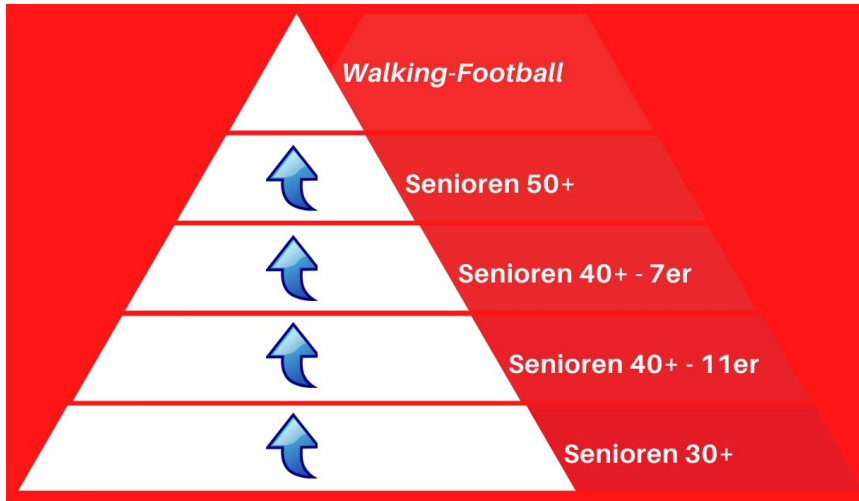 Walking-Football
Senioren 50+
Senioren 40+ - 7er
Senioren 40+ - 11er
Senioren 30+